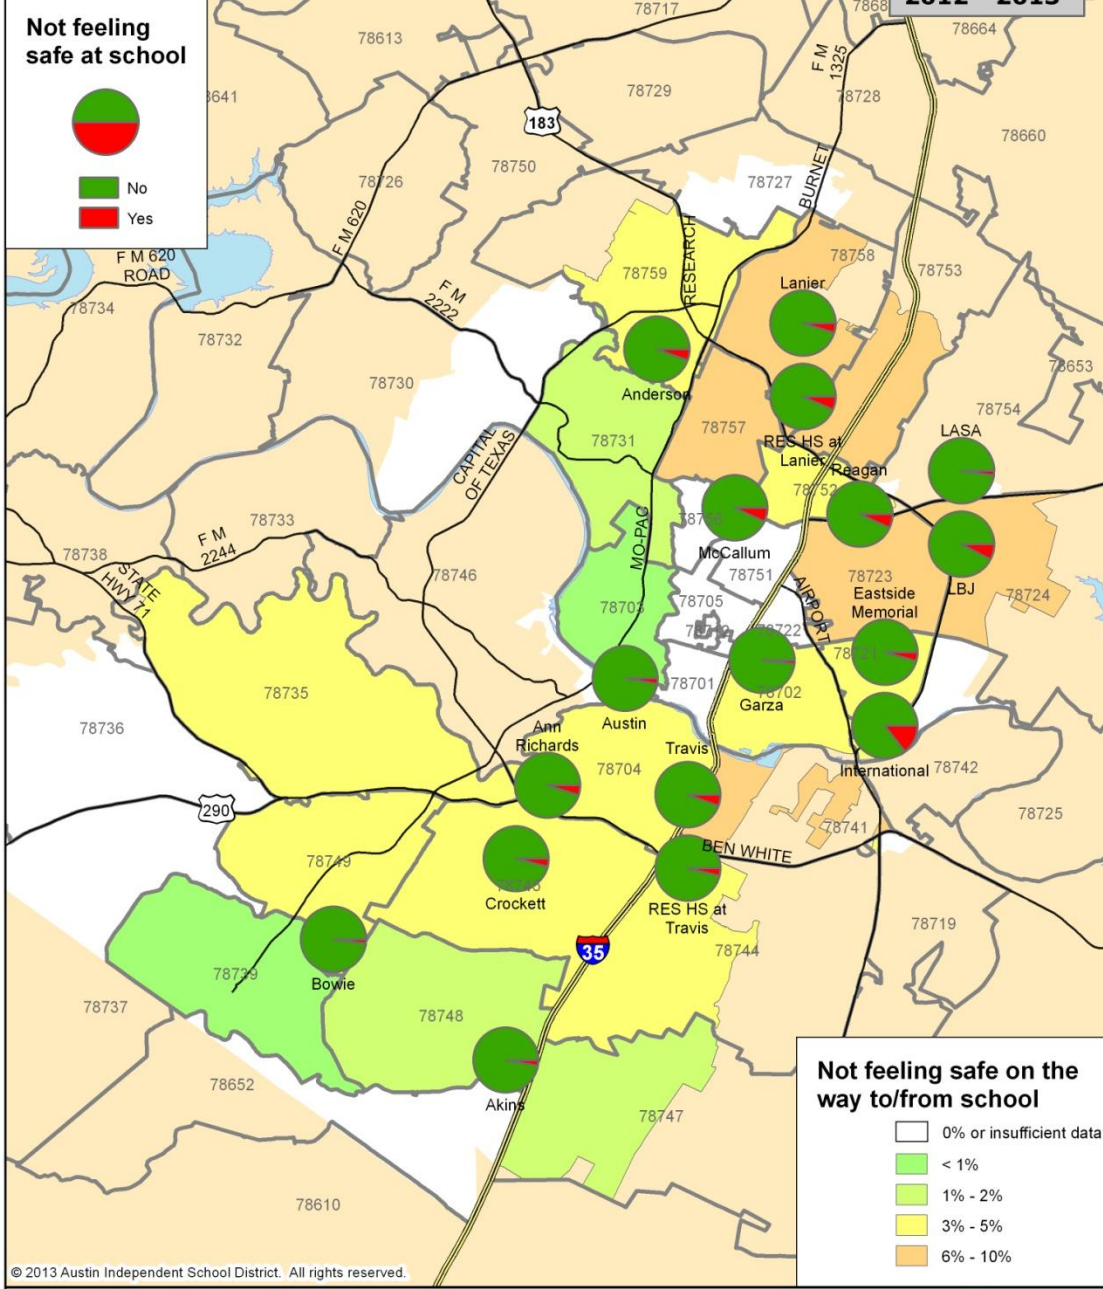 2012 - 2013
Not feeling
safe at school
No
Yes
78613
78717
78664
78641
78729
F M
1325
78728
183
78660
78750
78726
78727
BURNET
F M 620
F M 620
ROAD
RESEARCH
78758
78759
78753
78734
F M
2222
Lanier
78732
78653
78730
Anderson
78754
78731
78757
RES HS at
Lanier
LASA
CAPITAL
OF TEXAS
Reagan
78752
78733
F M
2244
MO-PAC
McCallum
78738
STATE
HWY 71
78746
78751
AIRPORT
78723
Eastside
Memorial
LBJ
78724
78703
78705
78722
78721
78735
78701
78702
Garza
78736
Austin
Ann
Richards
Travis
78704
International
78742
290
78741
78725
BEN WHITE
78749
78745
Crockett
RES HS at
Travis
78719
35
78744
78739
Bowie
78737
78748
78652
Akins
78747
78610
Not feeling safe on the
way to/from school
0% or insufficient data
< 1%
1% - 2%
3% - 5%
6% - 10%
© 2013 Austin Independent School District. All rights reserved.